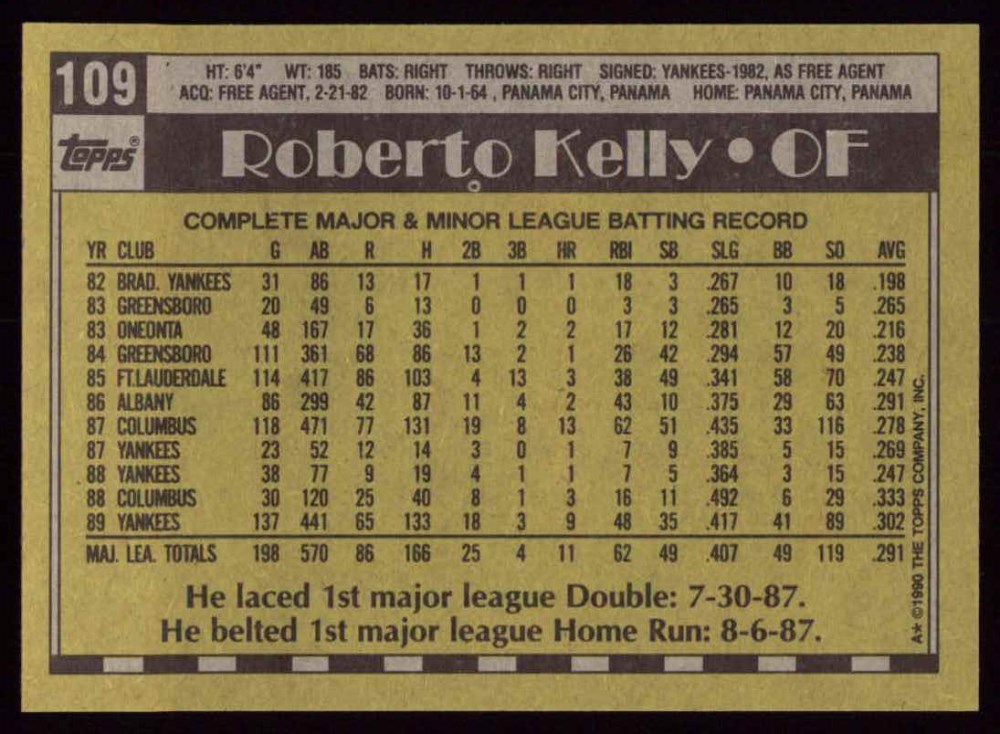 109
HT: 6'4" WT: 185 BATS: RIGHT THROWS: RIGHT SIGNED: YANKEES-1982, AS FREE AGENT
ACQ: FREE AGENT, 2-21-82 BORN: 10-1-64 , PANAMA CITY, PANAMA HOME: PANAMA CITY, PANAMA
topps®
Roberto Kelly • OF
COMPLETE MAJOR & MINOR LEAGUE BATTING RECORD
YR CLUB G AB R H 2B 3B HR RBI SB SLG BB SO AVG
82 BRAD. YANKEES 31 86 13 17 1 1 1 18 3 .267 10 18 .198
83 GREENSBORO 20 49 6 13 0 0 0 3 3 .265 3 5 .265
83 ONEONTA 48 167 17 36 1 2 2 17 12 .281 12 20 .216
84 GREENSBORO 111 361 68 86 13 2 1 26 42 .294 57 49 .238
85 FT.LAUDERDALE 114 417 86 103 4 13 3 38 49 .341 58 70 .247
86 ALBANY 86 299 42 87 11 4 2 43 10 .375 29 63 .291
87 COLUMBUS 118 471 77 131 19 8 13 62 51 .435 33 116 .278
87 YANKEES 23 52 12 14 3 0 1 7 9 .385 5 15 .269
88 YANKEES 38 77 9 19 4 1 1 7 5 .364 3 15 .247
88 COLUMBUS 30 120 25 40 8 1 3 16 11 .492 6 29 .333
89 YANKEES 137 441 65 133 18 3 9 48 35 .417 41 89 .302
MAJ. LEA. TOTALS 198 570 86 166 25 4 11 62 49 .407 49 119 .291
He laced 1st major league Double: 7-30-87.
He belted 1st major league Home Run: 8-6-87.
A* ©1990 THE TOPPS COMPANY, INC.